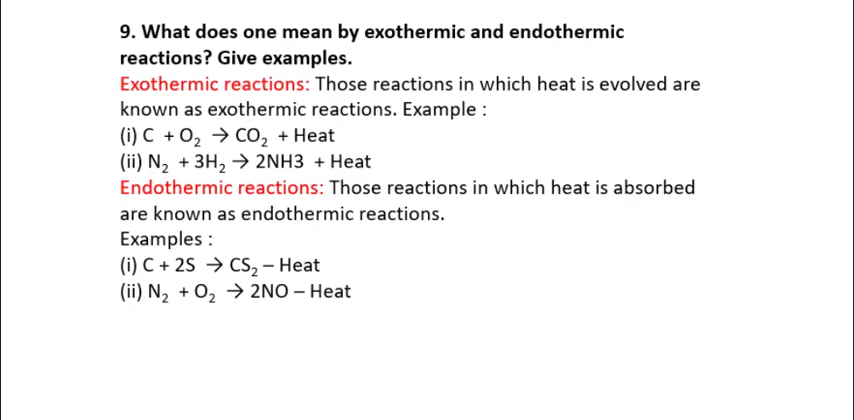 9. What does one mean by exothermic and endothermic
reactions? Give examples.
Exothermic reactions: Those reactions in which heat is evolved are
known as exothermic reactions. Example :
(i) C + O₂ → CO₂ + Heat
(ii) N₂ + 3H₂ → 2NH3 + Heat
Endothermic reactions: Those reactions in which heat is absorbed
are known as endothermic reactions.
Examples :
(i) C + 2S → CS₂ – Heat
(ii) N₂ + O₂ → 2NO – Heat